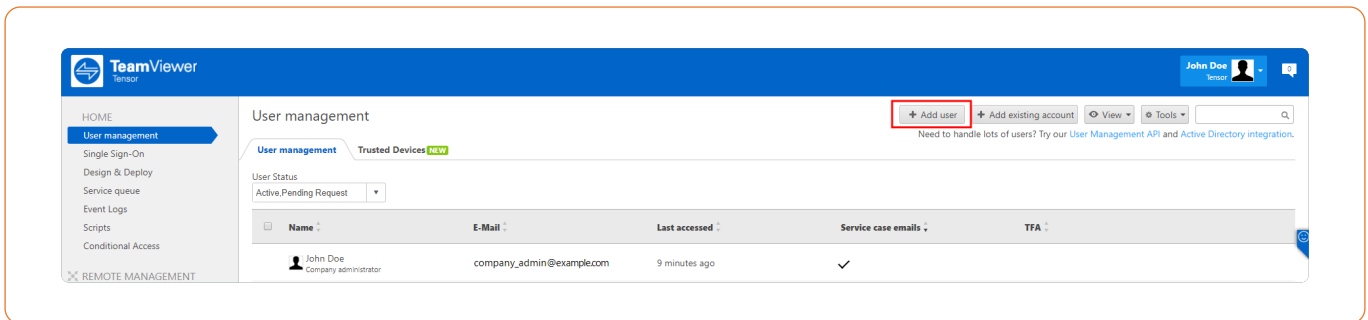 TeamViewer
Tensor
John Doe
Tensor
0
HOME
User management
Single Sign-On
Design & Deploy
Service queue
Event Logs
Scripts
Conditional Access
REMOTE MANAGEMENT
User management
+ Add user
+ Add existing account
View
Tools
Need to handle lots of users? Try our User Management API and Active Directory integration.
User management
Trusted Devices NEW
User Status
Active,Pending Request
Name
E-Mail
Last accessed
Service case emails
TFA
John Doe
Company administrator
company_admin@example.com
9 minutes ago